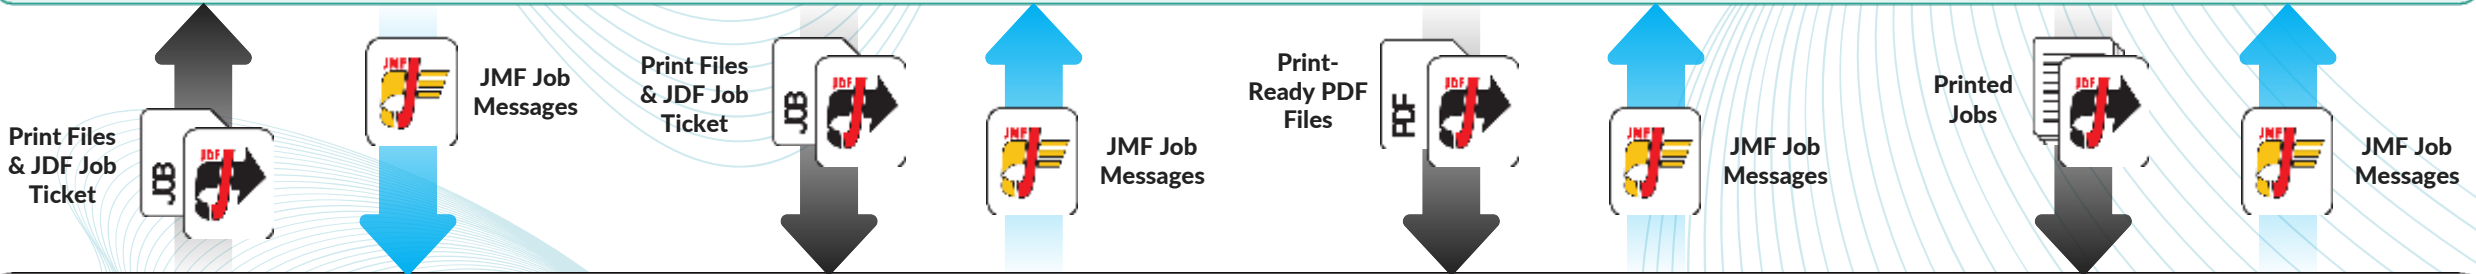 Print Files
& JDF Job
Ticket
JOB
JDF
JMF
JMF Job
Messages
Print Files
& JDF Job
Ticket
JOB
JDF
JMF
JMF Job
Messages
Print-
Ready PDF
Files
PDF
JDF
JMF
JMF Job
Messages
Printed
Jobs
JDF
JMF
JMF Job
Messages